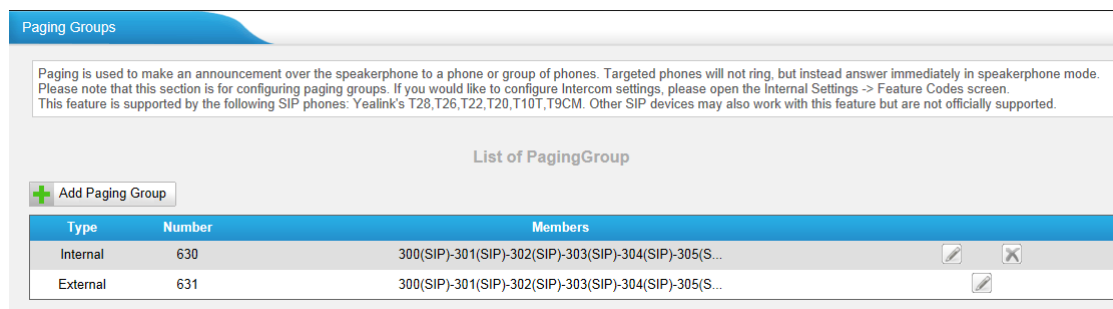 Paging Groups
Paging is used to make an announcement over the speakerphone to a phone or group of phones. Targeted phones will not ring, but instead answer immediately in speakerphone mode.
Please note that this section is for configuring paging groups. If you would like to configure Intercom settings, please open the Internal Settings -> Feature Codes screen.
This feature is supported by the following SIP phones: Yealink's T28,T26,T22,T20,T10T,T9CM. Other SIP devices may also work with this feature but are not officially supported.
List of PagingGroup
Add Paging Group
Type Number Members
Internal 630 300(SIP)-301(SIP)-302(SIP)-303(SIP)-304(SIP)-305(S...
External 631 300(SIP)-301(SIP)-302(SIP)-303(SIP)-304(SIP)-305(S...